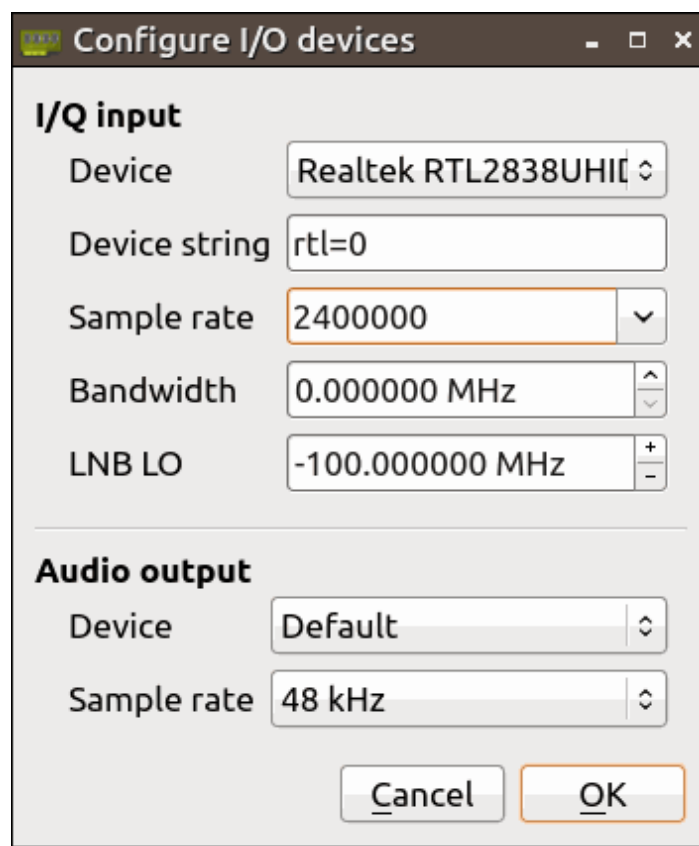 Configure I/O devices
I/Q input
Device Realtek RTL2838UHID
Device string rtl=0
Sample rate 2400000
Bandwidth 0.000000 MHz
LNB LO -100.000000 MHz
Audio output
Device Default
Sample rate 48 kHz
Cancel OK